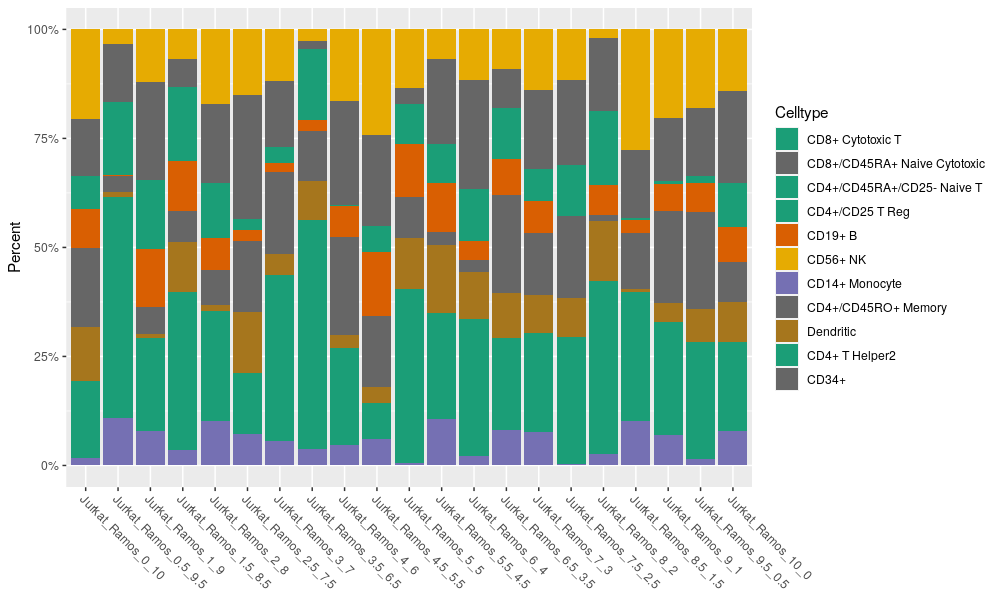 100%
75%
50%
25%
0%
Percent
Jurkat_Ramos_0_10
Jurkat_Ramos_0.5_9.5
Jurkat_Ramos_1_9
Jurkat_Ramos_1.5_8.5
Jurkat_Ramos_2_8
Jurkat_Ramos_2.5_7.5
Jurkat_Ramos_3_7
Jurkat_Ramos_3.5_6.5
Jurkat_Ramos_4_6
Jurkat_Ramos_4.5_5.5
Jurkat_Ramos_5_5
Jurkat_Ramos_5.5_4.5
Jurkat_Ramos_6_4
Jurkat_Ramos_6.5_3.5
Jurkat_Ramos_7_3
Jurkat_Ramos_7.5_2.5
Jurkat_Ramos_8_2
Jurkat_Ramos_8.5_1.5
Jurkat_Ramos_9_1
Jurkat_Ramos_9.5_0.5
Jurkat_Ramos_10_0
Celltype
CD8+ Cytotoxic T
CD8+/CD45RA+ Naive Cytotoxic
CD4+/CD45RA+/CD25- Naive T
CD4+/CD25 T Reg
CD19+ B
CD56+ NK
CD14+ Monocyte
CD4+/CD45RO+ Memory
Dendritic
CD4+ T Helper2
CD34+